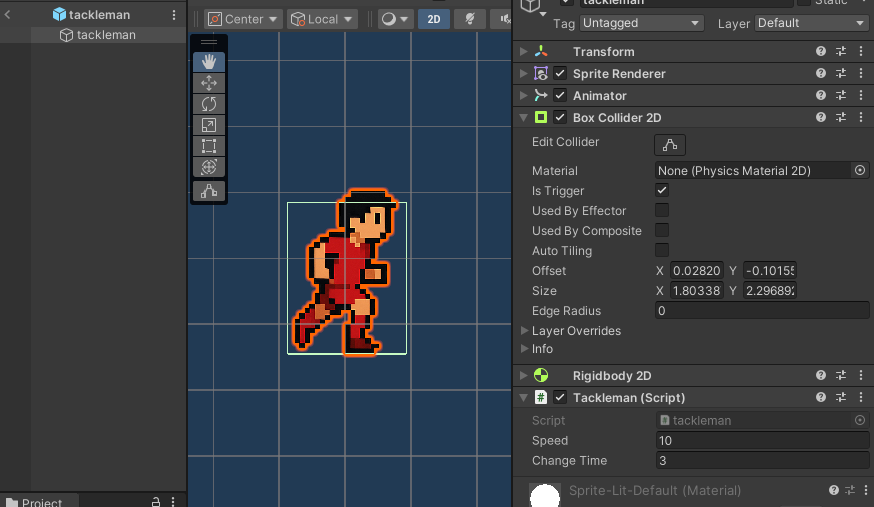 tackleman
tackleman
Center
Local
2D
tackleman
Static
Tag Untagged
Layer Default
Transform
Sprite Renderer
Animator
Box Collider 2D
Edit Collider
Material None (Physics Material 2D)
Is Trigger
Used By Effector
Used By Composite
Auto Tiling
Offset X 0.02820 Y -0.10155
Size X 1.80338 Y 2.29689
Edge Radius 0
Layer Overrides
Info
Rigidbody 2D
# Tackleman (Script)
Script # tackleman
Speed 10
Change Time 3
Sprite-Lit-Default (Material)
Project